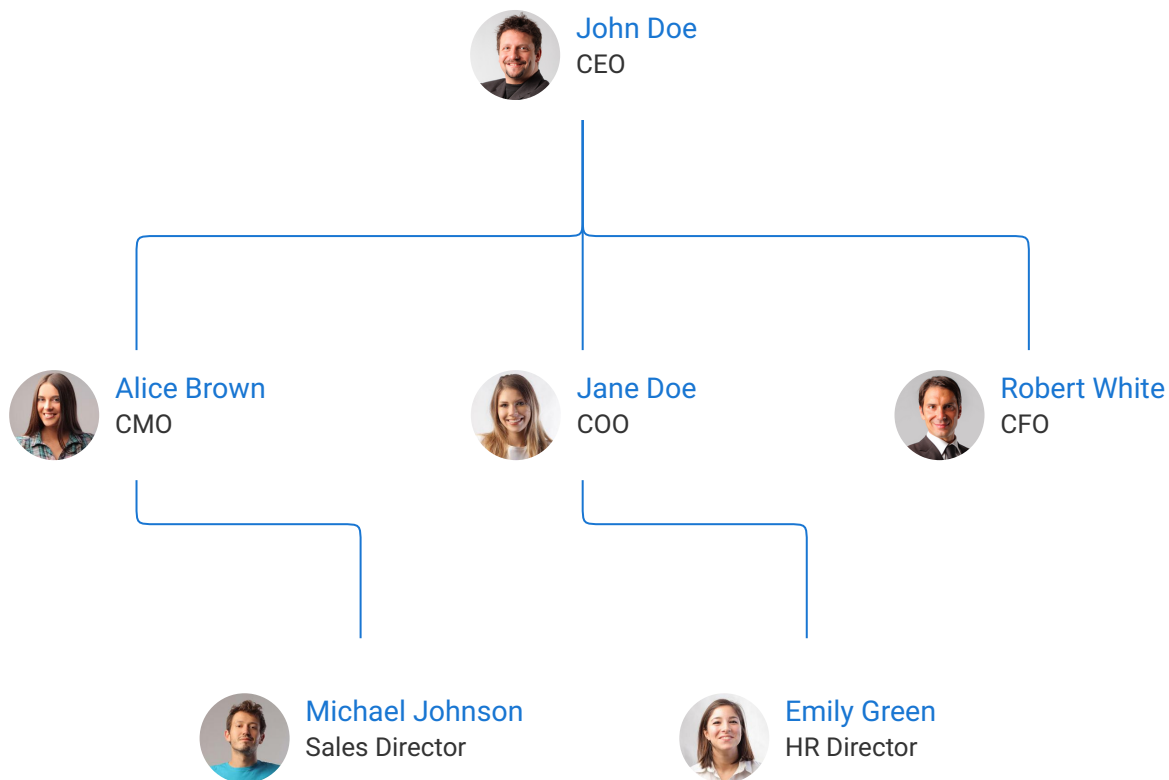 John Doe
CEO
Alice Brown
CMO
Jane Doe
COO
Robert White
CFO
Michael Johnson
Sales Director
Emily Green
HR Director